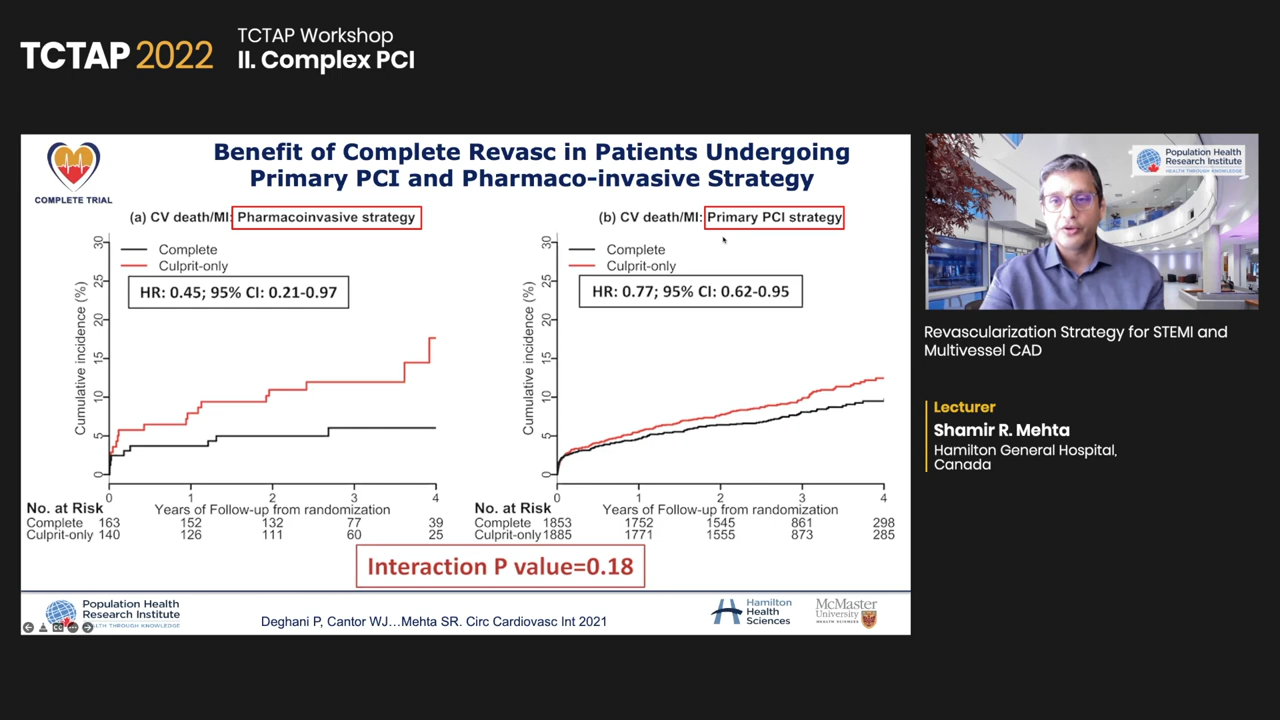 TCTAP 2022
TCTAP Workshop
II. Complex PCI
COMPLETE TRIAL
Benefit of Complete Revasc in Patients Undergoing
Primary PCI and Pharmaco-invasive Strategy
(a) CV death/MI: Pharmacoinvasive strategy
Complete
Culprit-only
HR: 0.45; 95% CI: 0.21-0.97
Cumulative incidence (%)
30
25
20
15
10
5
0
0 1 2 3 4
No. at Risk Years of Follow-up from randomization
Complete 163 152 132 77 39
Culprit-only 140 126 111 60 25
(b) CV death/MI: Primary PCI strategy
Complete
Culprit-only
HR: 0.77; 95% CI: 0.62-0.95
Cumulative incidence (%)
30
25
20
15
10
5
0
0 1 2 3 4
No. at Risk Years of Follow-up from randomization
Complete 1853 1752 1545 861 298
Culprit-only 1885 1771 1555 873 285
Interaction P value=0.18
Population Health
Research Institute
HEALTH THROUGH KNOWLEDGE
Deghani P, Cantor WJ...Mehta SR. Circ Cardiovasc Int 2021
Hamilton
Health
Sciences
McMaster
University
HEALTH SCIENCES
Population Health
Research Institute
HEALTH THROUGH KNOWLEDGE
Revascularization Strategy for STEMI and
Multivessel CAD
Lecturer
Shamir R. Mehta
Hamilton General Hospital,
Canada